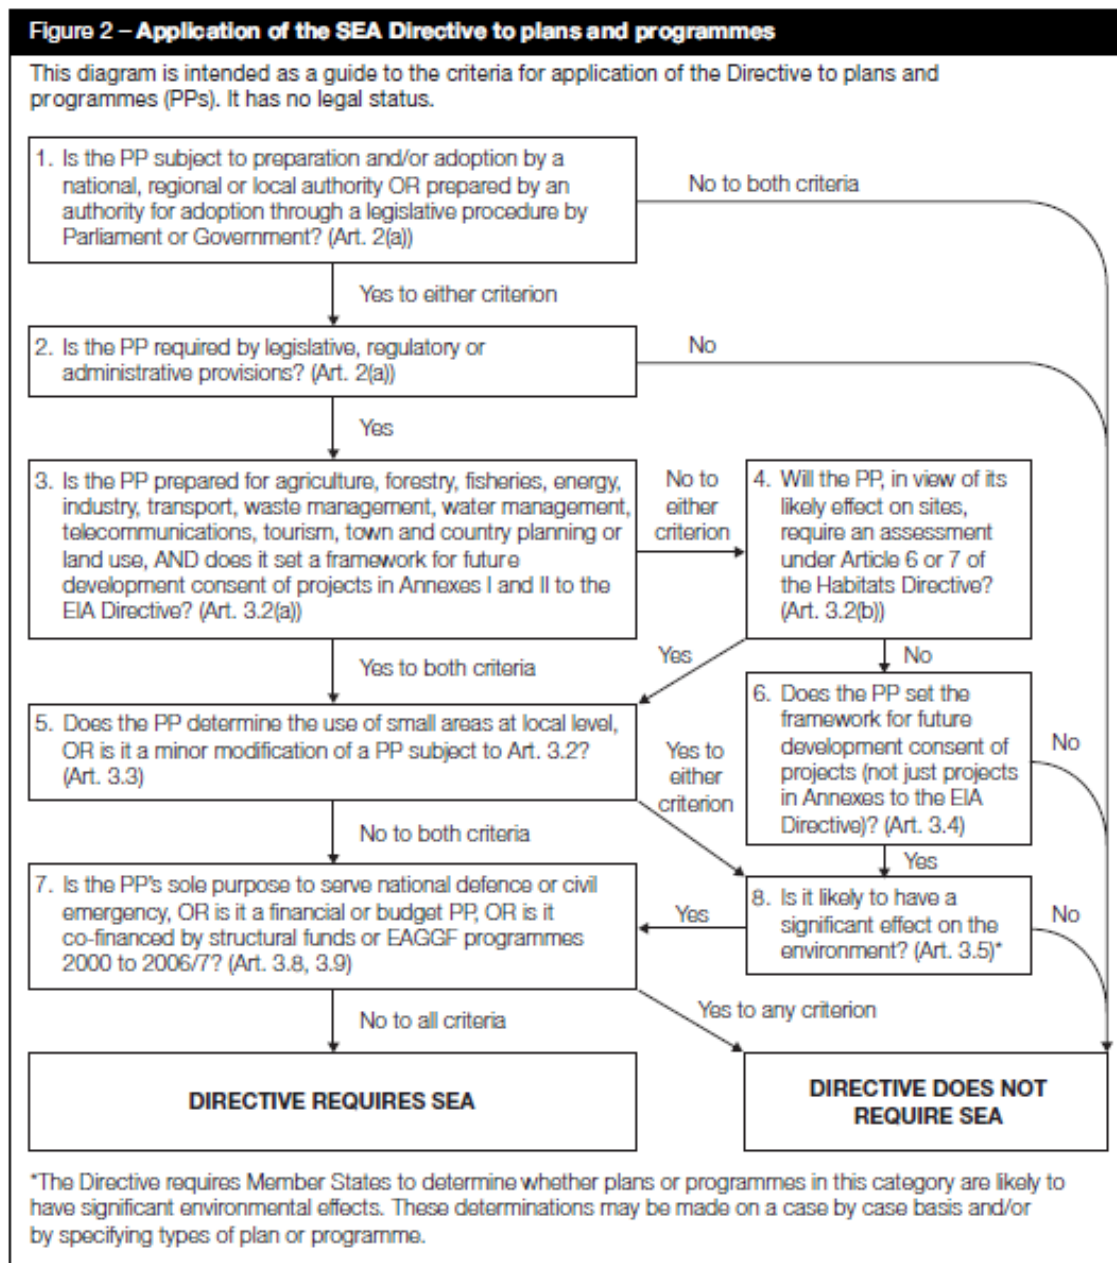 Figure 2 – Application of the SEA Directive to plans and programmes
This diagram is intended as a guide to the criteria for application of the Directive to plans and
programmes (PPs). It has no legal status.
1. Is the PP subject to preparation and/or adoption by a
national, regional or local authority OR prepared by an
authority for adoption through a legislative procedure by
Parliament or Government? (Art. 2(a))
No to both criteria
Yes to either criterion
2. Is the PP required by legislative, regulatory or
administrative provisions? (Art. 2(a))
No
Yes
3. Is the PP prepared for agriculture, forestry, fisheries, energy,
industry, transport, waste management, water management,
telecommunications, tourism, town and country planning or
land use, AND does it set a framework for future
development consent of projects in Annexes I and II to the
EIA Directive? (Art. 3.2(a))
No to
either
criterion
4. Will the PP, in view of its
likely effect on sites,
require an assessment
under Article 6 or 7 of
the Habitats Directive?
(Art. 3.2(b))
Yes to both criteria
Yes
No
5. Does the PP determine the use of small areas at local level,
OR is it a minor modification of a PP subject to Art. 3.2?
(Art. 3.3)
Yes to
either
criterion
6. Does the PP set the
framework for future
development consent of
projects (not just projects
in Annexes to the EIA
Directive)? (Art. 3.4)
No
No to both criteria
Yes
7. Is the PP's sole purpose to serve national defence or civil
emergency, OR is it a financial or budget PP, OR is it
co-financed by structural funds or EAGGF programmes
2000 to 2006/7? (Art. 3.8, 3.9)
Yes
8. Is it likely to have a
significant effect on the
environment? (Art. 3.5)*
No
No to all criteria
Yes to any criterion
DIRECTIVE REQUIRES SEA
DIRECTIVE DOES NOT
REQUIRE SEA
*The Directive requires Member States to determine whether plans or programmes in this category are likely to
have significant environmental effects. These determinations may be made on a case by case basis and/or
by specifying types of plan or programme.